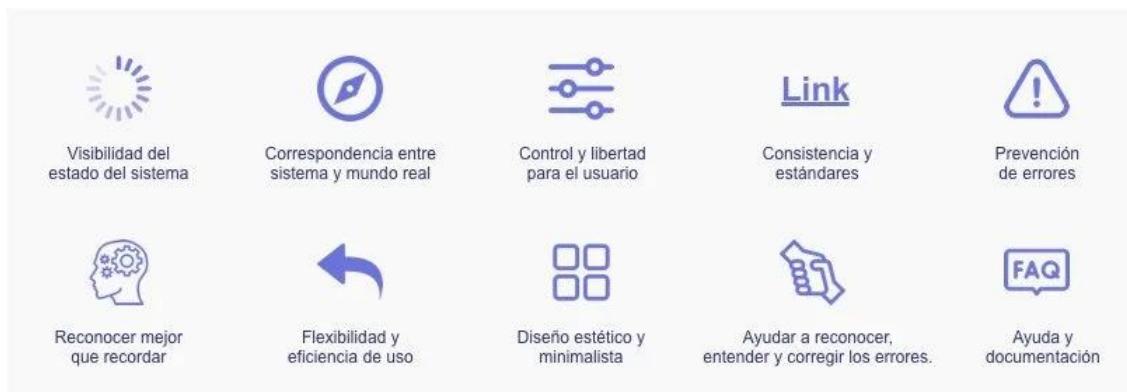 Link
Visibilidad del
estado del sistema
Correspondencia entre
sistema y mundo real
Control y libertad
para el usuario
Consistencia y
estándares
Prevención
de errores
FAQ
Reconocer mejor
que recordar
Flexibilidad y
eficiencia de uso
Diseño estético y
minimalista
Ayudar a reconocer,
entender y corregir los errores.
Ayuda y
documentación